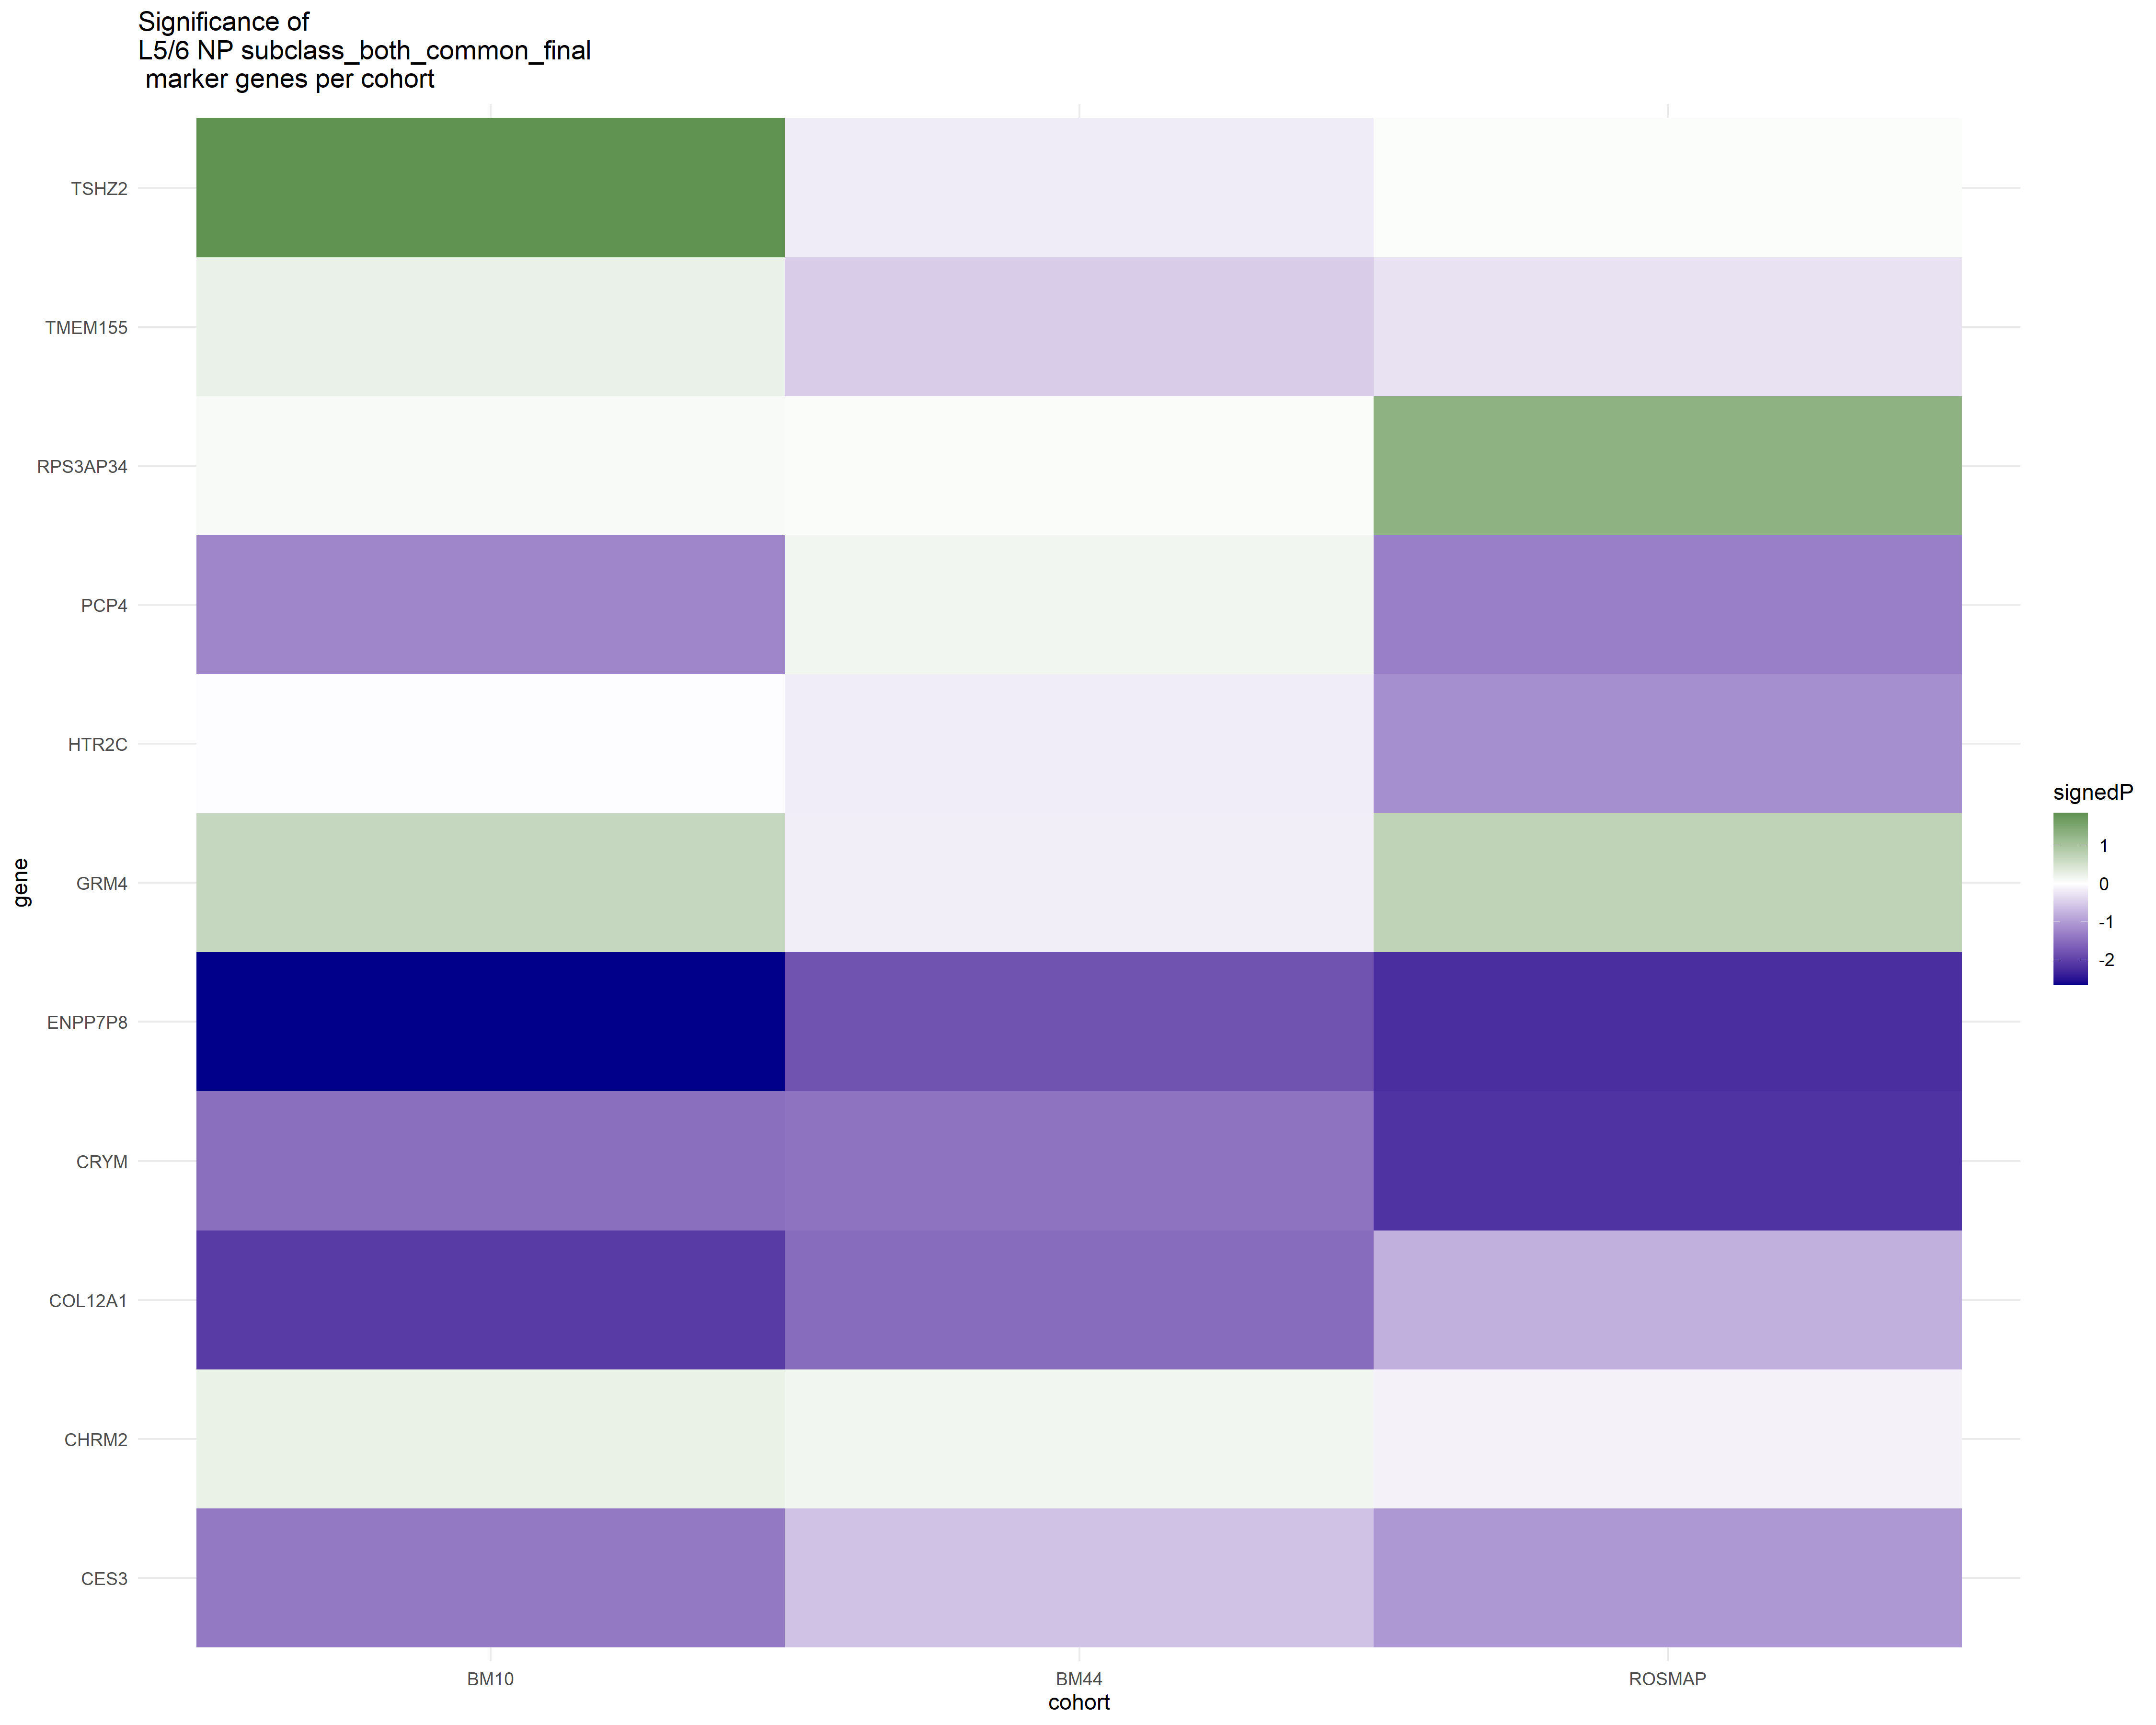 Significance of
L5/6 NP subclass_both_common_final
marker genes per cohort
TSHZ2
TMEM155
RPS3AP34
PCP4
HTR2C
GRM4
ENPP7P8
CRYM
COL12A1
CHRM2
CES3
gene
BM10
BM44
ROSMAP
cohort
signedP
1
0
-1
-2